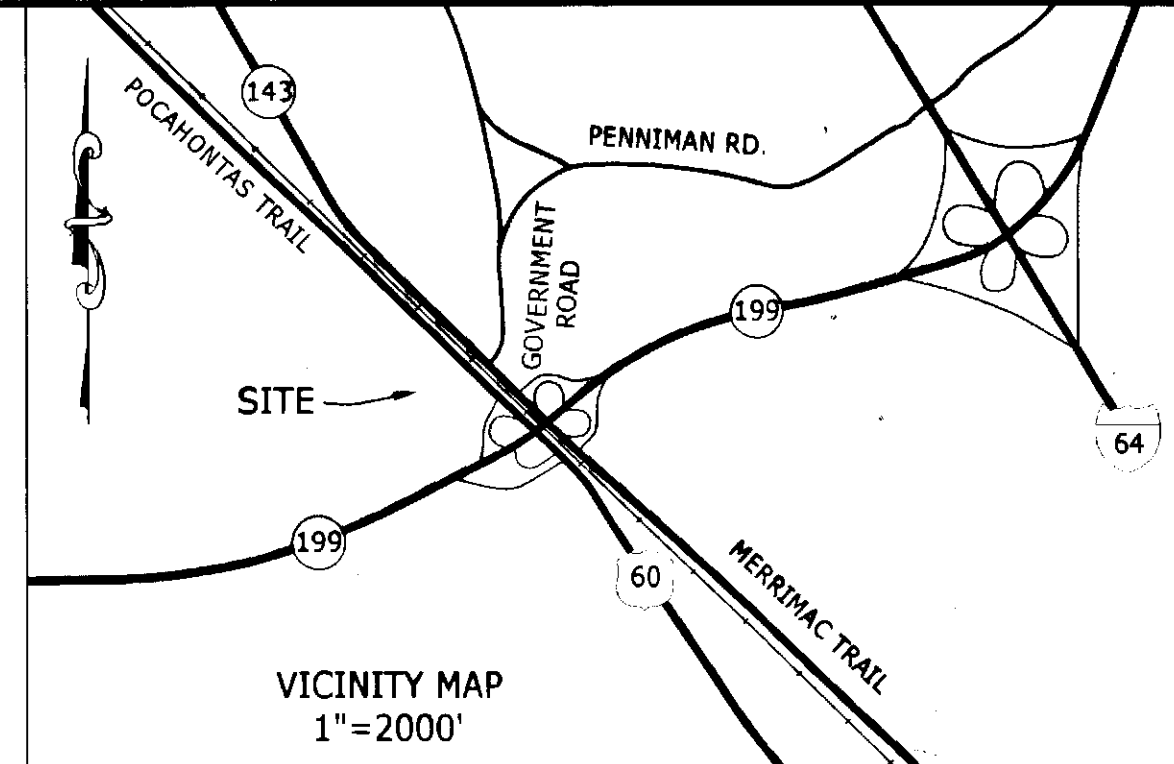 143
POCAHONTAS TRAIL
PENNIMAN RD.
GOVERNMENT
ROAD
199
SITE
64
199
60
MERRIMAC TRAIL
VICINITY MAP
1"=2000'